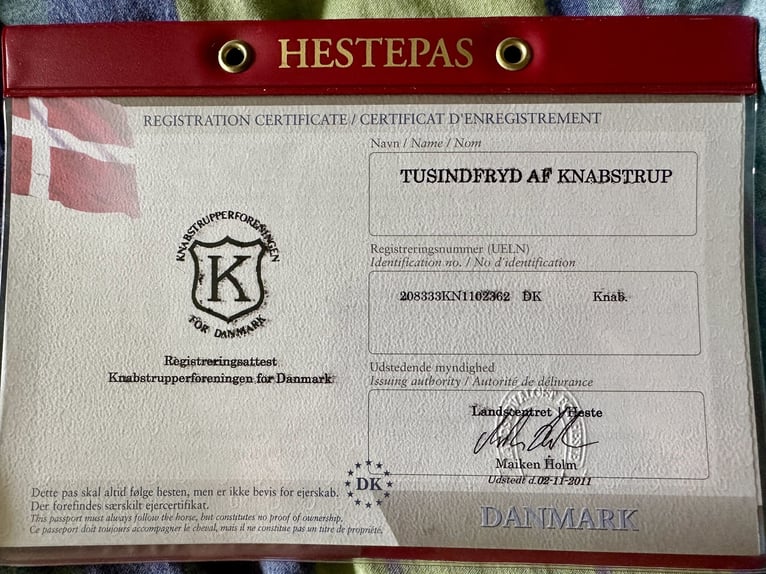 HESTEPAS
REGISTRATION CERTIFICATE / CERTIFICAT D'ENREGISTREMENT
Navn / Name / Nom
TUSINDFRYD AF KNABSTRUP
Registreringsnummer (UELN)
Identification no. / No d'identification
208333KN1102362 DK Knab.
KNABSTRUPPERFORENINGEN
K
FOR DANMARK
Registreringsattest
Knabstrupperforeningen for Danmark
Udstedende myndighed
Issuing authority / Autorité de délivrance
Landscentret | Heste
Maiken Holm
Udstedt d.02-11-2011
Dette pas skal altid følge hesten, men er ikke bevis for ejerskab.
Der forefindes særskilt ejercertifikat.
This passport must always follow the horse, but constitutes no proof of ownership.
Ce passeport doit toujours accompagner le cheval, mais il ne constitue pas un titre de propriété.
DK
DANMARK